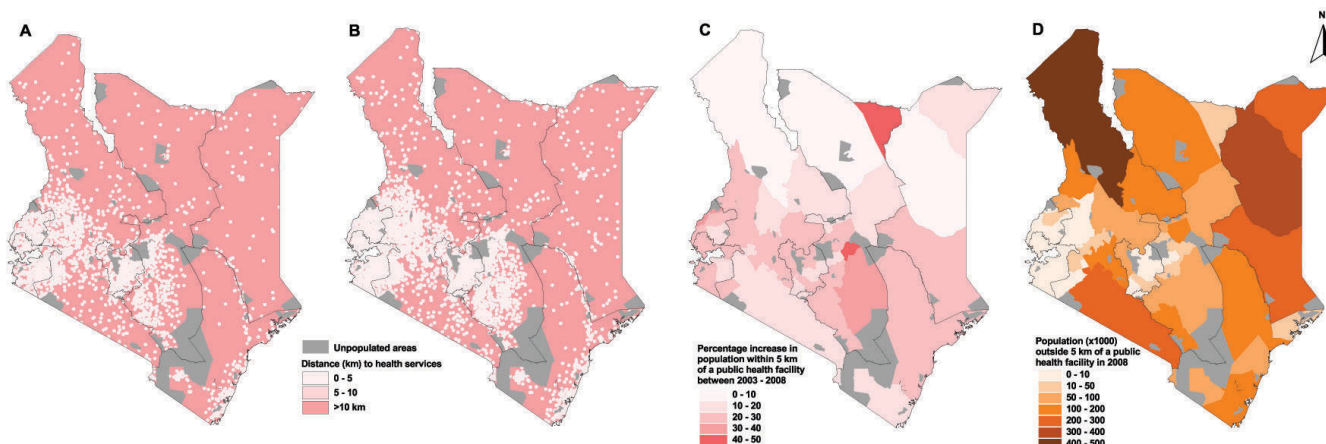 A
B
C
D
N
Unpopulated areas
Distance (km) to health services
0 - 5
5 - 10
>10 km
Percentage increase in
population within 5 km
of a public health facility
between 2003 - 2008
0 - 10
10 - 20
20 - 30
30 - 40
40 - 50
Population (x1000)
outside 5 km of a public
health facility in 2008
0 - 10
10 - 50
50 - 100
100 - 200
200 - 300
300 - 400
400 - 500